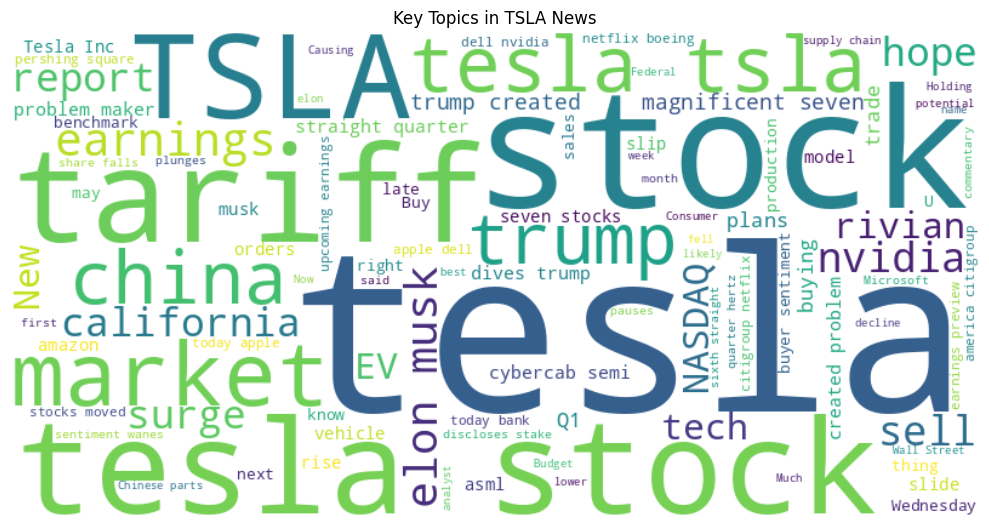 Key Topics in TSLA News
Tesla Inc
pershing square
report
problem maker
benchmark
earnings
share falls
plunges
TSLA
Causing
elon
straight quarter
tesla tsla
dell nvidia
netflix boeing
Federal
supply chain
hope
trump created
magnificent seven
Holding
potential
name
trade
commentary
tariff
stock
may
musk
late
Buy
upcoming earnings
sales
slip
week
month
production
model
U
New
orders
china
Now
california
first
apple dell
right
said
best
trump
seven stocks
Consumer
plans
dives trump
fell
likely
rivian
nvidia
buying
buyer sentiment
Microsoft
america citigroup
tesla
elon musk
pauses
NASDAQ
sixth straight
quarter hertz
citigroup netflix
decline
created problem
earnings preview
amazon
today apple
market
EV
cybercab semi
stocks moved
surge
know
today bank
Q1
tech
sell
tesla stock
sentiment wanes
vehicle
discloses stake
Wall Street
rise
next
Chinese parts
analyst
asml
Budget
lower
Much
thing
slide
Wednesday